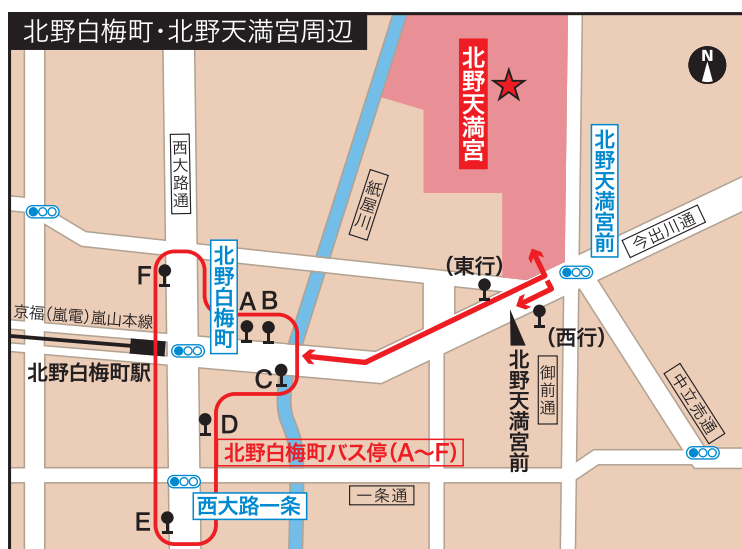 北野白梅町・北野天満宮周辺
N
北野天満宮
北野天満宮前
西大路通
紙屋川
今出川通
(東行)
F
北野白梅町
A
B
京福(嵐電)嵐山本線
(西行)
北野白梅町駅
C
北野天満宮前
御前通
中立売通
D
北野白梅町バス停(A〜F)
一条通
西大路一条
E